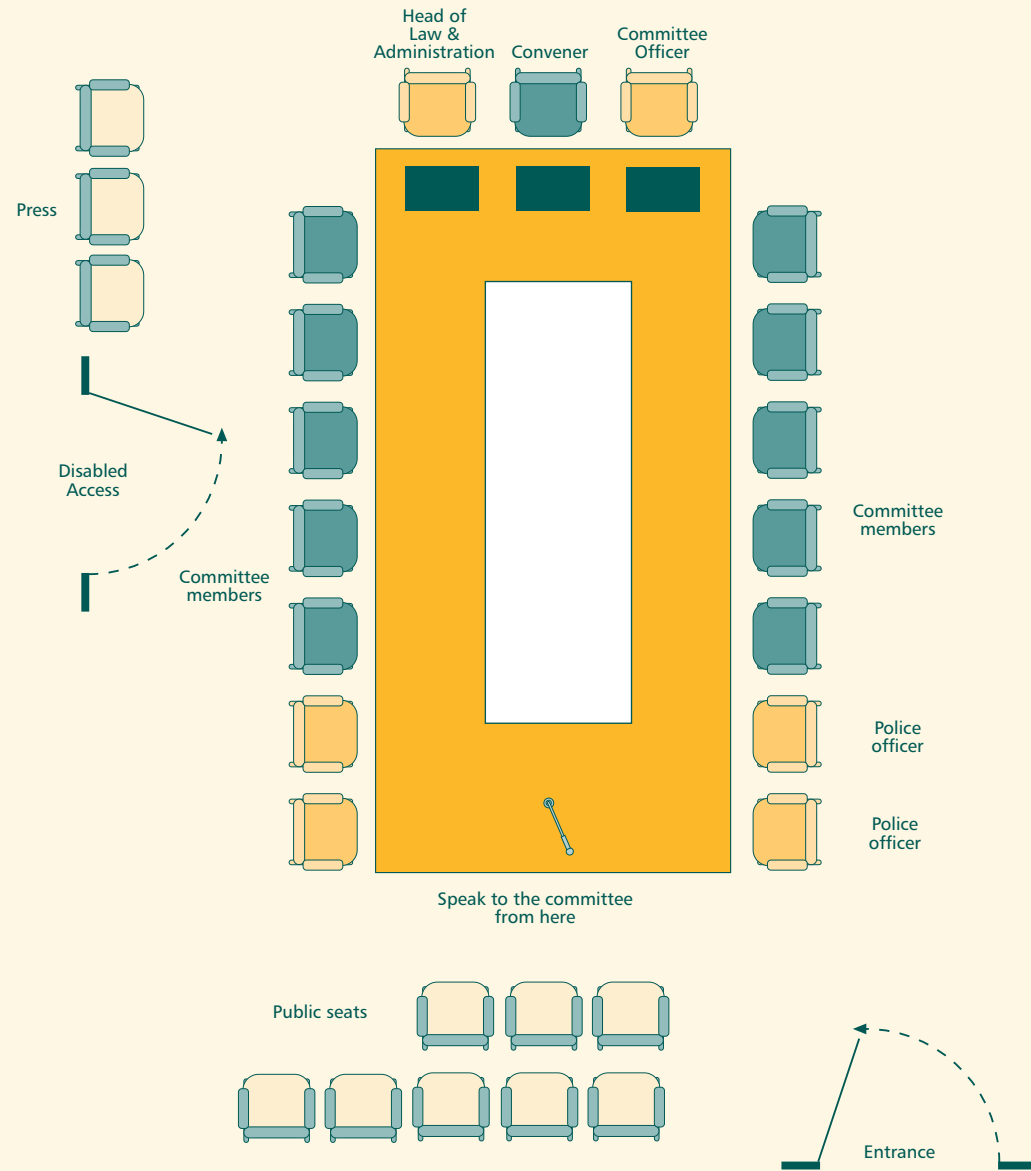 Head of
Law &
Administration
Convener
Committee
Officer
Press
Disabled
Access
Committee
members
Committee
members
Police
officer
Police
officer
Speak to the committee
from here
Public seats
Entrance